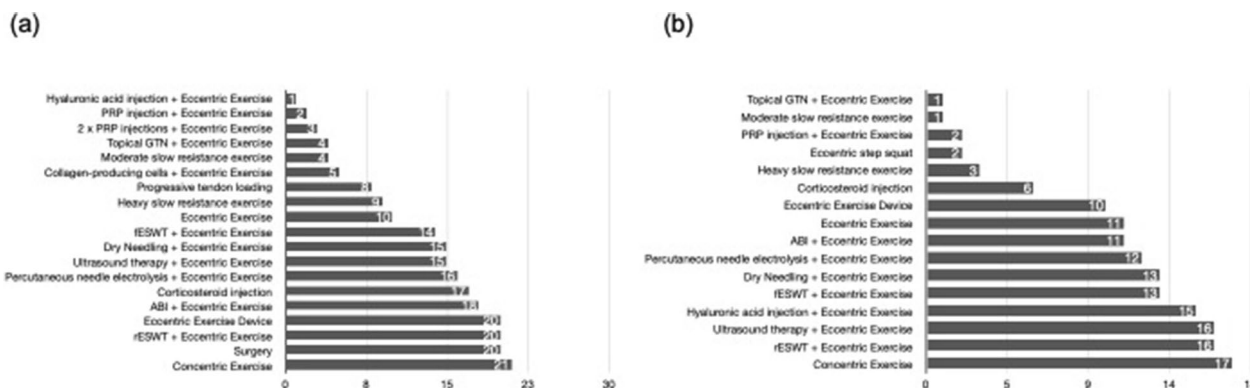 (a)
Hyaluronic acid injection + Eccentric Exercise 1
PRP injection + Eccentric Exercise 2
2 x PRP injections + Eccentric Exercise 3
Topical GTN + Eccentric Exercise 4
Moderate slow resistance exercise 4
Collagen-producing cells + Eccentric Exercise 5
Progressive tendon loading 8
Heavy slow resistance exercise 9
Eccentric Exercise 10
fESWT + Eccentric Exercise 14
Dry Needling + Eccentric Exercise 15
Ultrasound therapy + Eccentric Exercise 15
Percutaneous needle electrolysis + Eccentric Exercise 16
Corticosteroid injection 17
ABI + Eccentric Exercise 18
Eccentric Exercise Device 20
rESWT + Eccentric Exercise 20
Surgery 20
Concentric Exercise 21
0 8 15 23 30
(b)
Topical GTN + Eccentric Exercise 1
Moderate slow resistance exercise 1
PRP injection + Eccentric Exercise 2
Eccentric step squat 2
Heavy slow resistance exercise 3
Corticosteroid injection 6
Eccentric Exercise Device 10
Eccentric Exercise 11
ABI + Eccentric Exercise 11
Percutaneous needle electrolysis + Eccentric Exercise 12
Dry Needling + Eccentric Exercise 13
fESWT + Eccentric Exercise 13
Hyaluronic acid injection + Eccentric Exercise 15
Ultrasound therapy + Eccentric Exercise 16
rESWT + Eccentric Exercise 16
Concentric Exercise 17
0 5 9 14